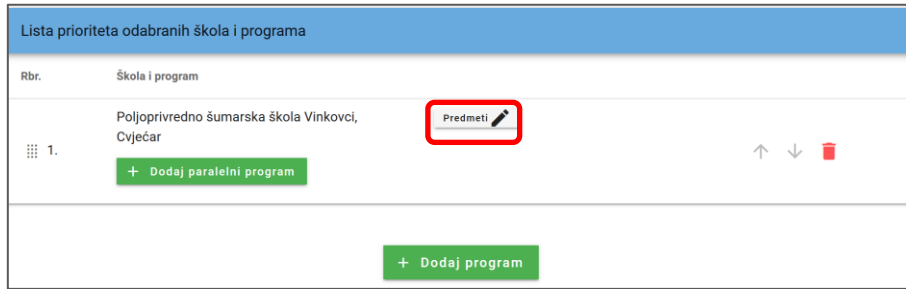 Lista prioriteta odabranih škola i programa
Rbr. Škola i program
Poljoprivredno šumarska škola Vinkovci,
Cvjećar
Predmeti
1.
+ Dodaj paralelni program
+ Dodaj program